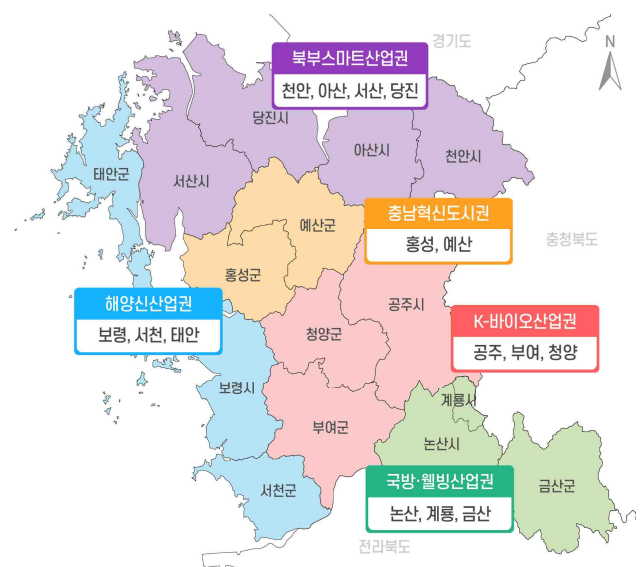 경기도
N
북부스마트산업권
천안, 아산, 서산, 당진
당진시
아산시
천안시
태안군
서산시
충남혁신도시권
홍성, 예산
예산군
충청북도
홍성군
해양신산업권
보령, 서천, 태안
공주시
K-바이오산업권
공주, 부여, 청양
청양군
보령시
계룡시
부여군
논산시
국방·웰빙산업권
논산, 계룡, 금산
금산군
서천군
전라북도